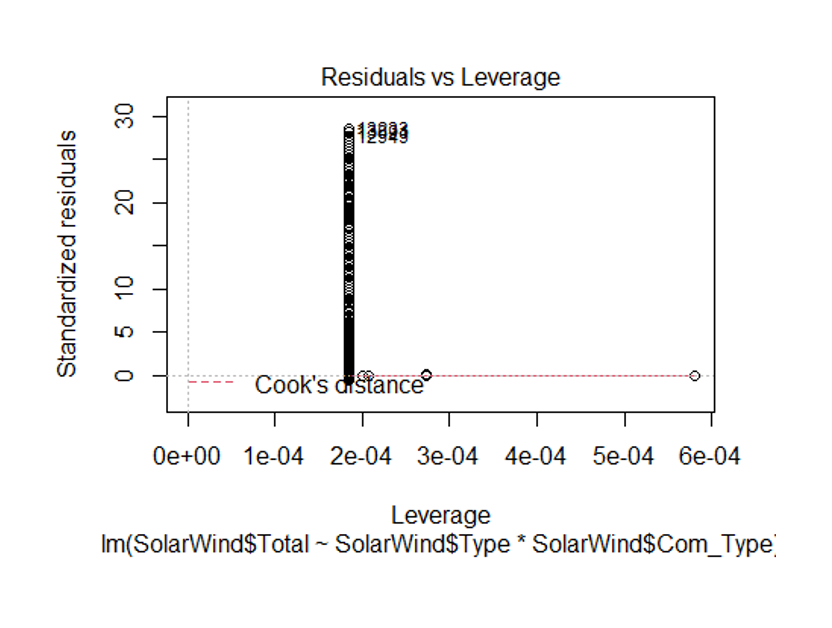 Residuals vs Leverage
Standardized residuals
30
20
10
5
0
12949
Cook's distance
0e+00 1e-04 2e-04 3e-04 4e-04 5e-04 6e-04
Leverage
lm(SolarWind$Total ~ SolarWind$Type * SolarWind$Com_Type)